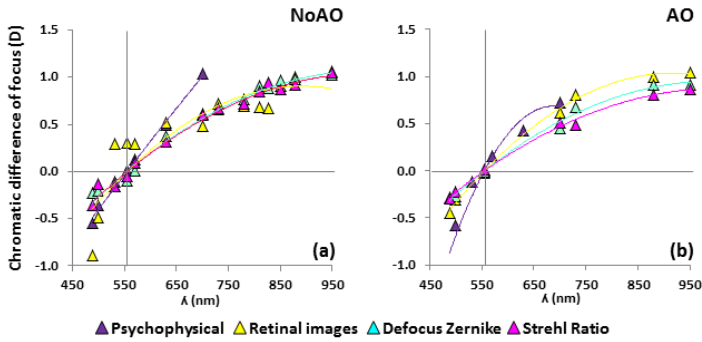 NoAO
AO
Chromatic difference of focus (D)
1.5
1.0
0.5
0.0
-0.5
-1.0
450 550 650 750 850 950
ʎ (nm)
(a)
1.5
1.0
0.5
0.0
-0.5
-1.0
450 550 650 750 850 950
ʎ (nm)
(b)
Psychophysical Retinal images Defocus Zernike Strehl Ratio